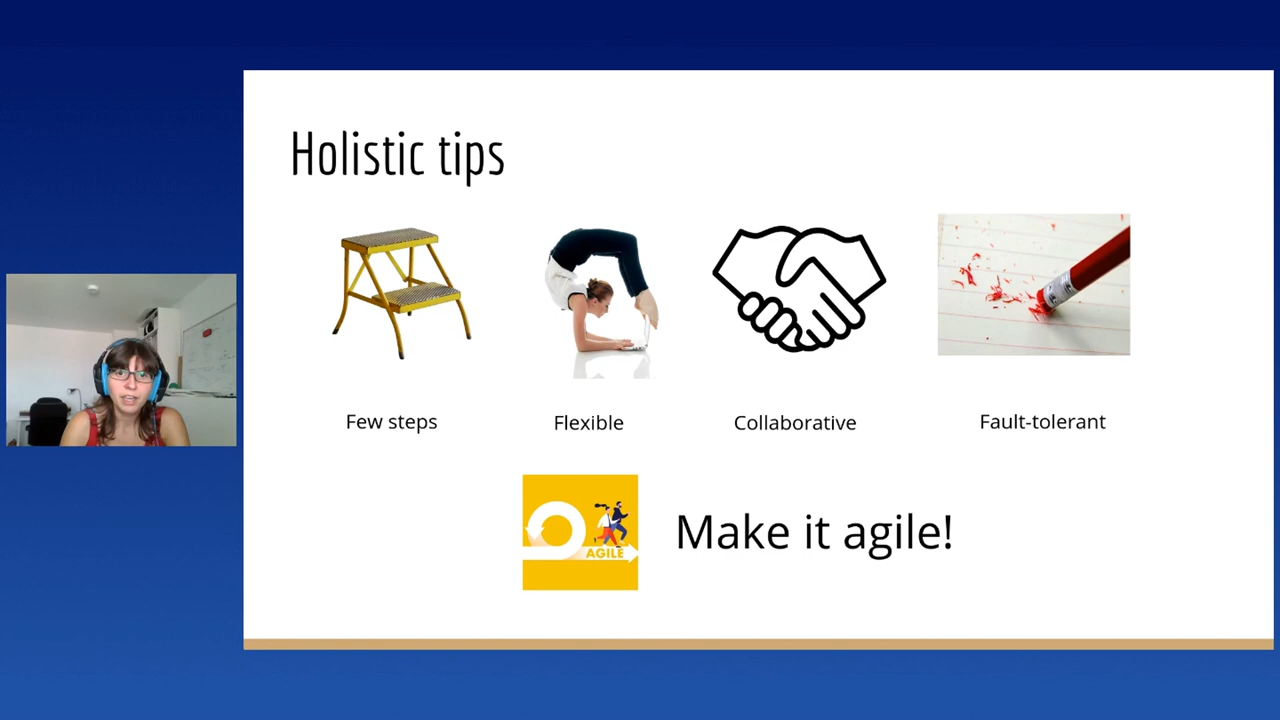 Holistic tips
Few steps
Flexible
Collaborative
Fault-tolerant
AGILE
Make it agile!